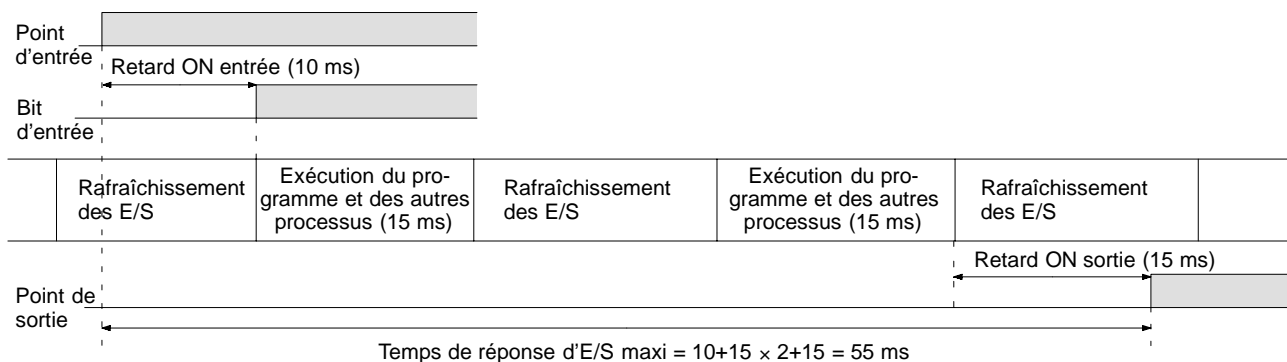 Point
d'entrée
Retard ON entrée (10 ms)
Bit
d'entrée
Rafraîchissement
des E/S
Exécution du pro-
gramme et des autres
processus (15 ms)
Rafraîchissement
des E/S
Exécution du pro-
gramme et des autres
processus (15 ms)
Rafraîchissement
des E/S
Retard ON sortie (15 ms)
Point de
sortie
Temps de réponse d'E/S maxi = 10+15 × 2+15 = 55 ms